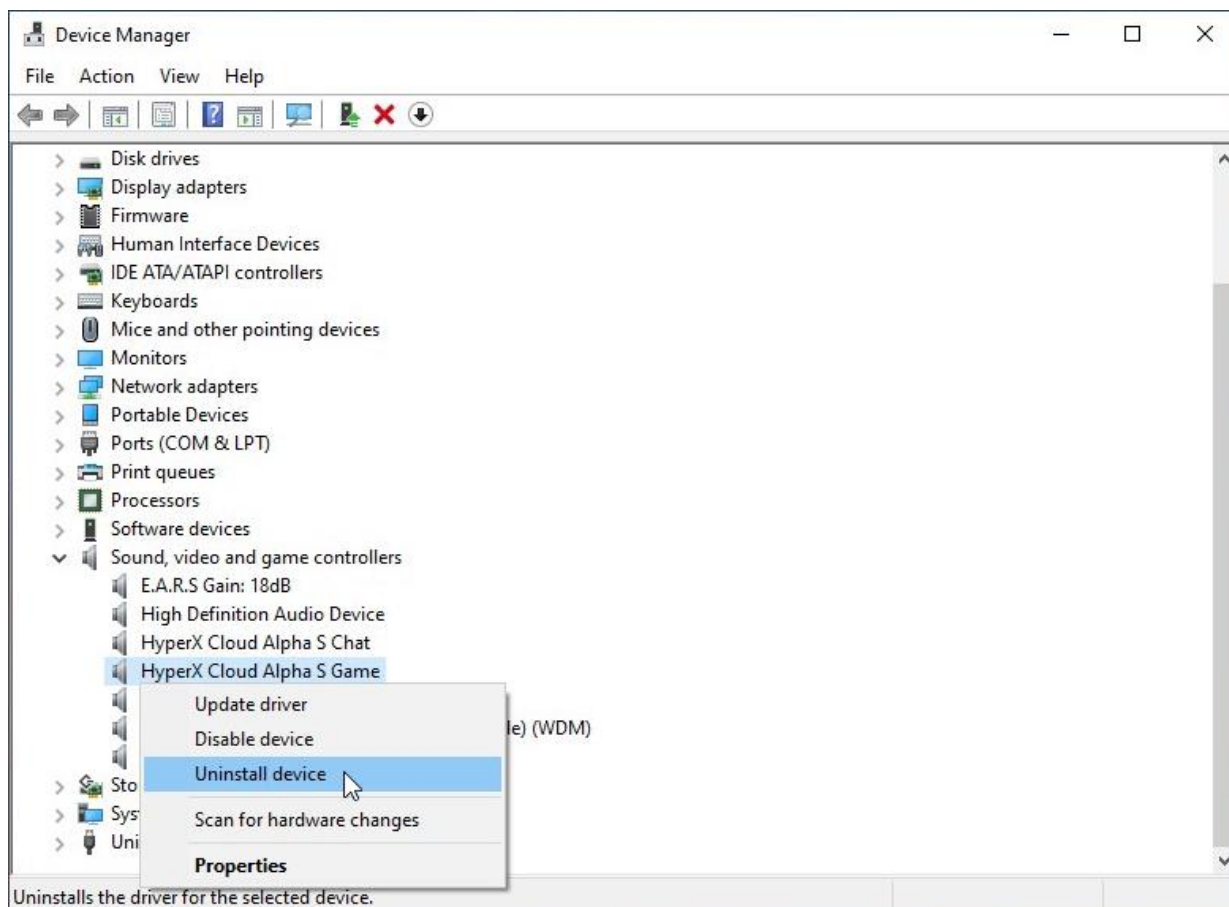 Device Manager
File Action View Help
Disk drives
Display adapters
Firmware
Human Interface Devices
IDE ATA/ATAPI controllers
Keyboards
Mice and other pointing devices
Monitors
Network adapters
Portable Devices
Ports (COM & LPT)
Print queues
Processors
Software devices
Sound, video and game controllers
E.A.R.S Gain: 18dB
High Definition Audio Device
HyperX Cloud Alpha S Chat
HyperX Cloud Alpha S Game
Update driver
le) (WDM)
Disable device
Uninstall device
Sto
Sys
Scan for hardware changes
Uni
Properties
Uninstalls the driver for the selected device.